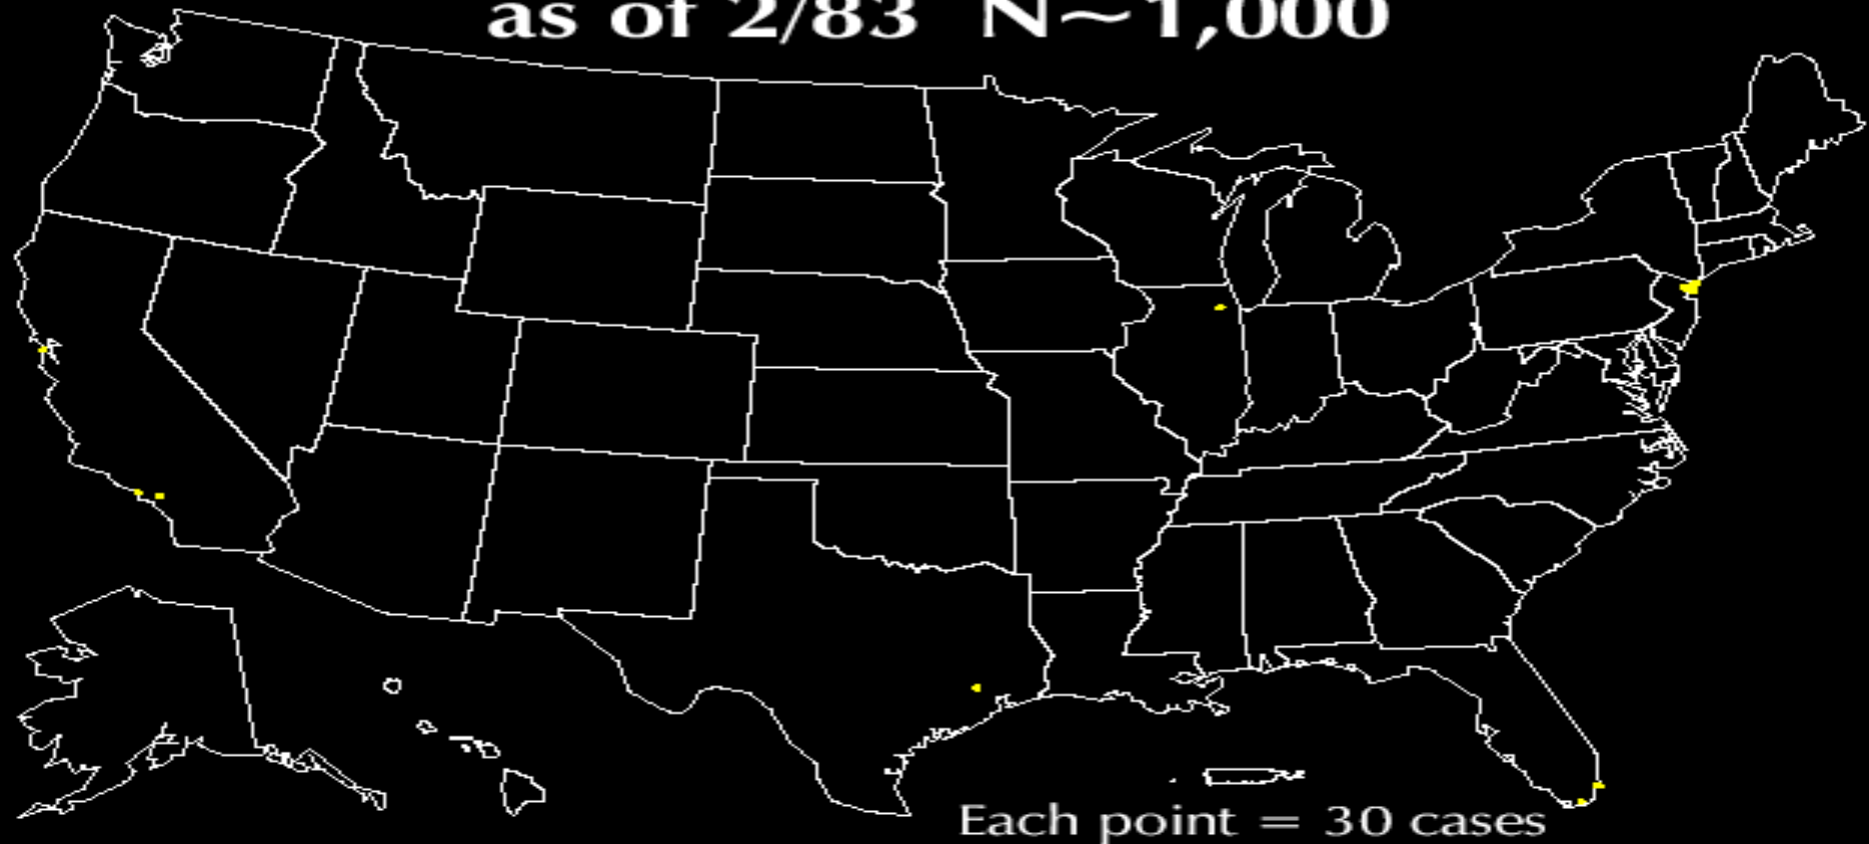 as of 2/83 N~1,000
Each point = 30 cases